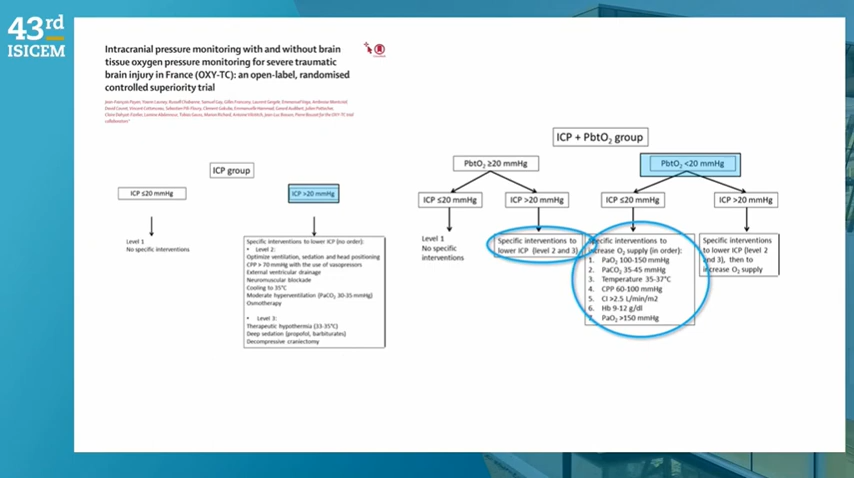 43rd
ISICEM
Intracranial pressure monitoring with and without brain
tissue oxygen pressure monitoring for severe traumatic
brain injury in France (OXY-TC): an open-label, randomised
controlled superiority trial
ICP group
ICP ≤20 mmHg
ICP >20 mmHg
Level 1
No specific interventions
Specific interventions to lower ICP (no order):
• Level 2:
Optimize ventilation, sedation and head positioning
CPP > 70 mmHg with the use of vasopressors
External ventricular drainage
Neuromuscular blockade
Cooling to 35°C
Moderate hyperventilation (PaCO2 30-35 mmHg)
Osmotherapy
• Level 3:
Therapeutic hypothermia (33-35°C)
Deep sedation (propofol, barbiturates)
Decompressive craniectomy
ICP + PbtO2 group
PbtO2 ≥20 mmHg
PbtO2 <20 mmHg
ICP ≤20 mmHg
ICP >20 mmHg
ICP ≤20 mmHg
ICP >20 mmHg
Level 1
No specific
interventions
Specific interventions to
lower ICP (level 2 and 3)
Specific interventions to
increase O2 supply (in order):
1. PaO2 100-150 mmHg
2. PaCO2 35-45 mmHg
3. Temperature 35-37°C
4. CPP 60-100 mmHg
5. CI >2.5 L/min/m2
6. Hb 9-12 g/dl
7. PaO2 >150 mmHg
Specific interventions
to lower ICP (level 2
and 3), then to
increase O2 supply